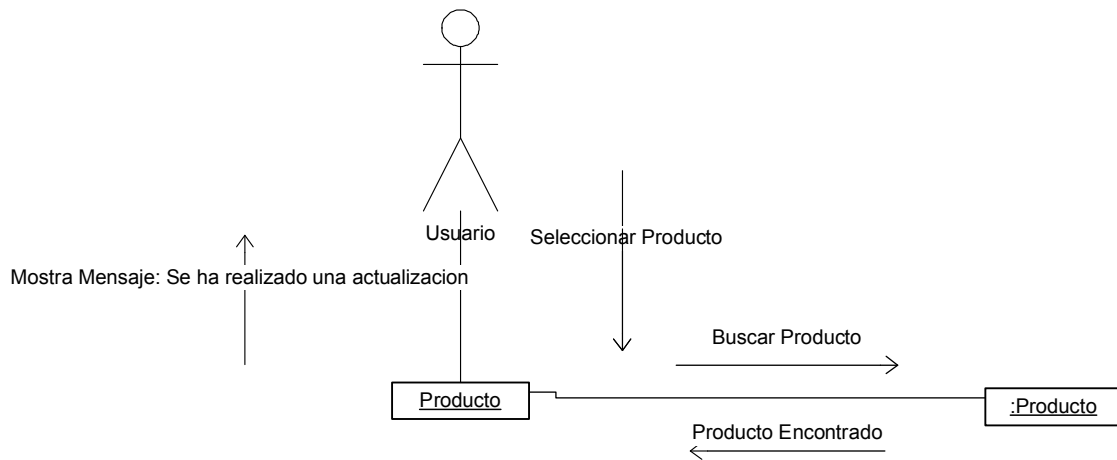 Usuario
Seleccionar Producto
Mostra Mensaje: Se ha realizado una actualizacion
Buscar Producto
Producto
:Producto
Producto Encontrado